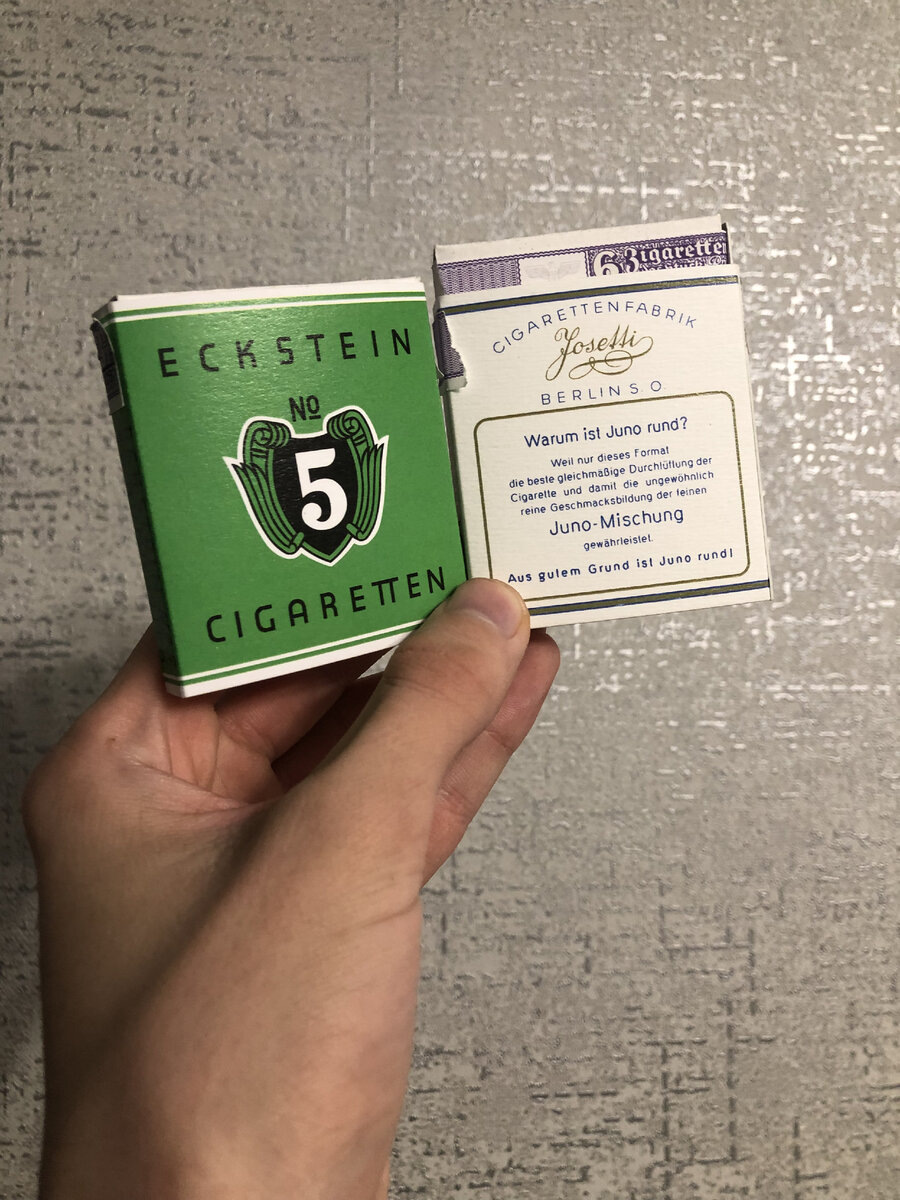 ECKSTEIN
No
5
CIGARETTEN
6 Zigarette
CIGARETTENFABRIK
Josetti
BERLIN S.O.
Warum ist Juno rund?
Weil nur dieses Format
die beste gleichmäßige Durchlüftung der
Cigarette und damit die ungewöhnlich
reine Geschmacksbildung der feinen
Juno-Mischung
gewährleistet.
Aus gutem Grund ist Juno rund!